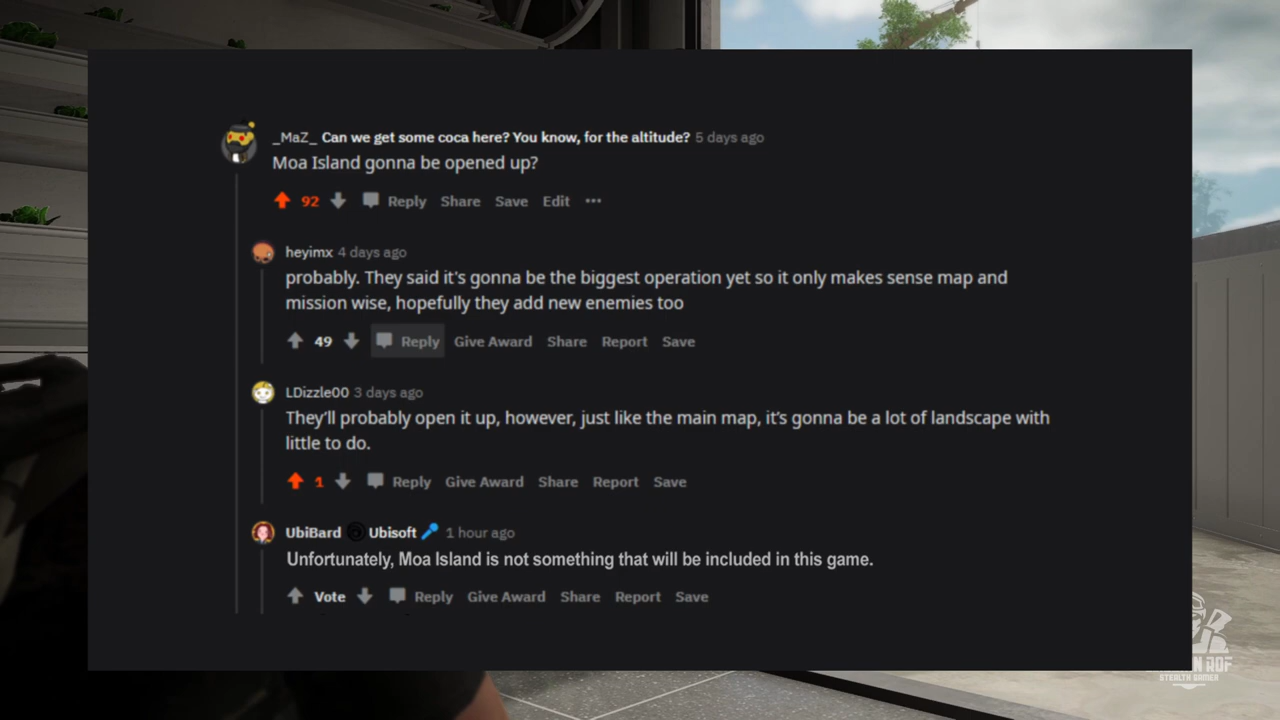 _MaZ_ Can we get some coca here? You know, for the altitude? 5 days ago
Moa Island gonna be opened up?
92 Reply Share Save Edit ···
heyimx 4 days ago
probably. They said it's gonna be the biggest operation yet so it only makes sense map and
mission wise, hopefully they add new enemies too
49 Reply Give Award Share Report Save
LDizzle00 3 days ago
They’ll probably open it up, however, just like the main map, it’s gonna be a lot of landscape with
little to do.
1 Reply Give Award Share Report Save
UbiBard Ubisoft 1 hour ago
Unfortunately, Moa Island is not something that will be included in this game.
Vote Reply Give Award Share Report Save
ROF
STEALTH GAMER